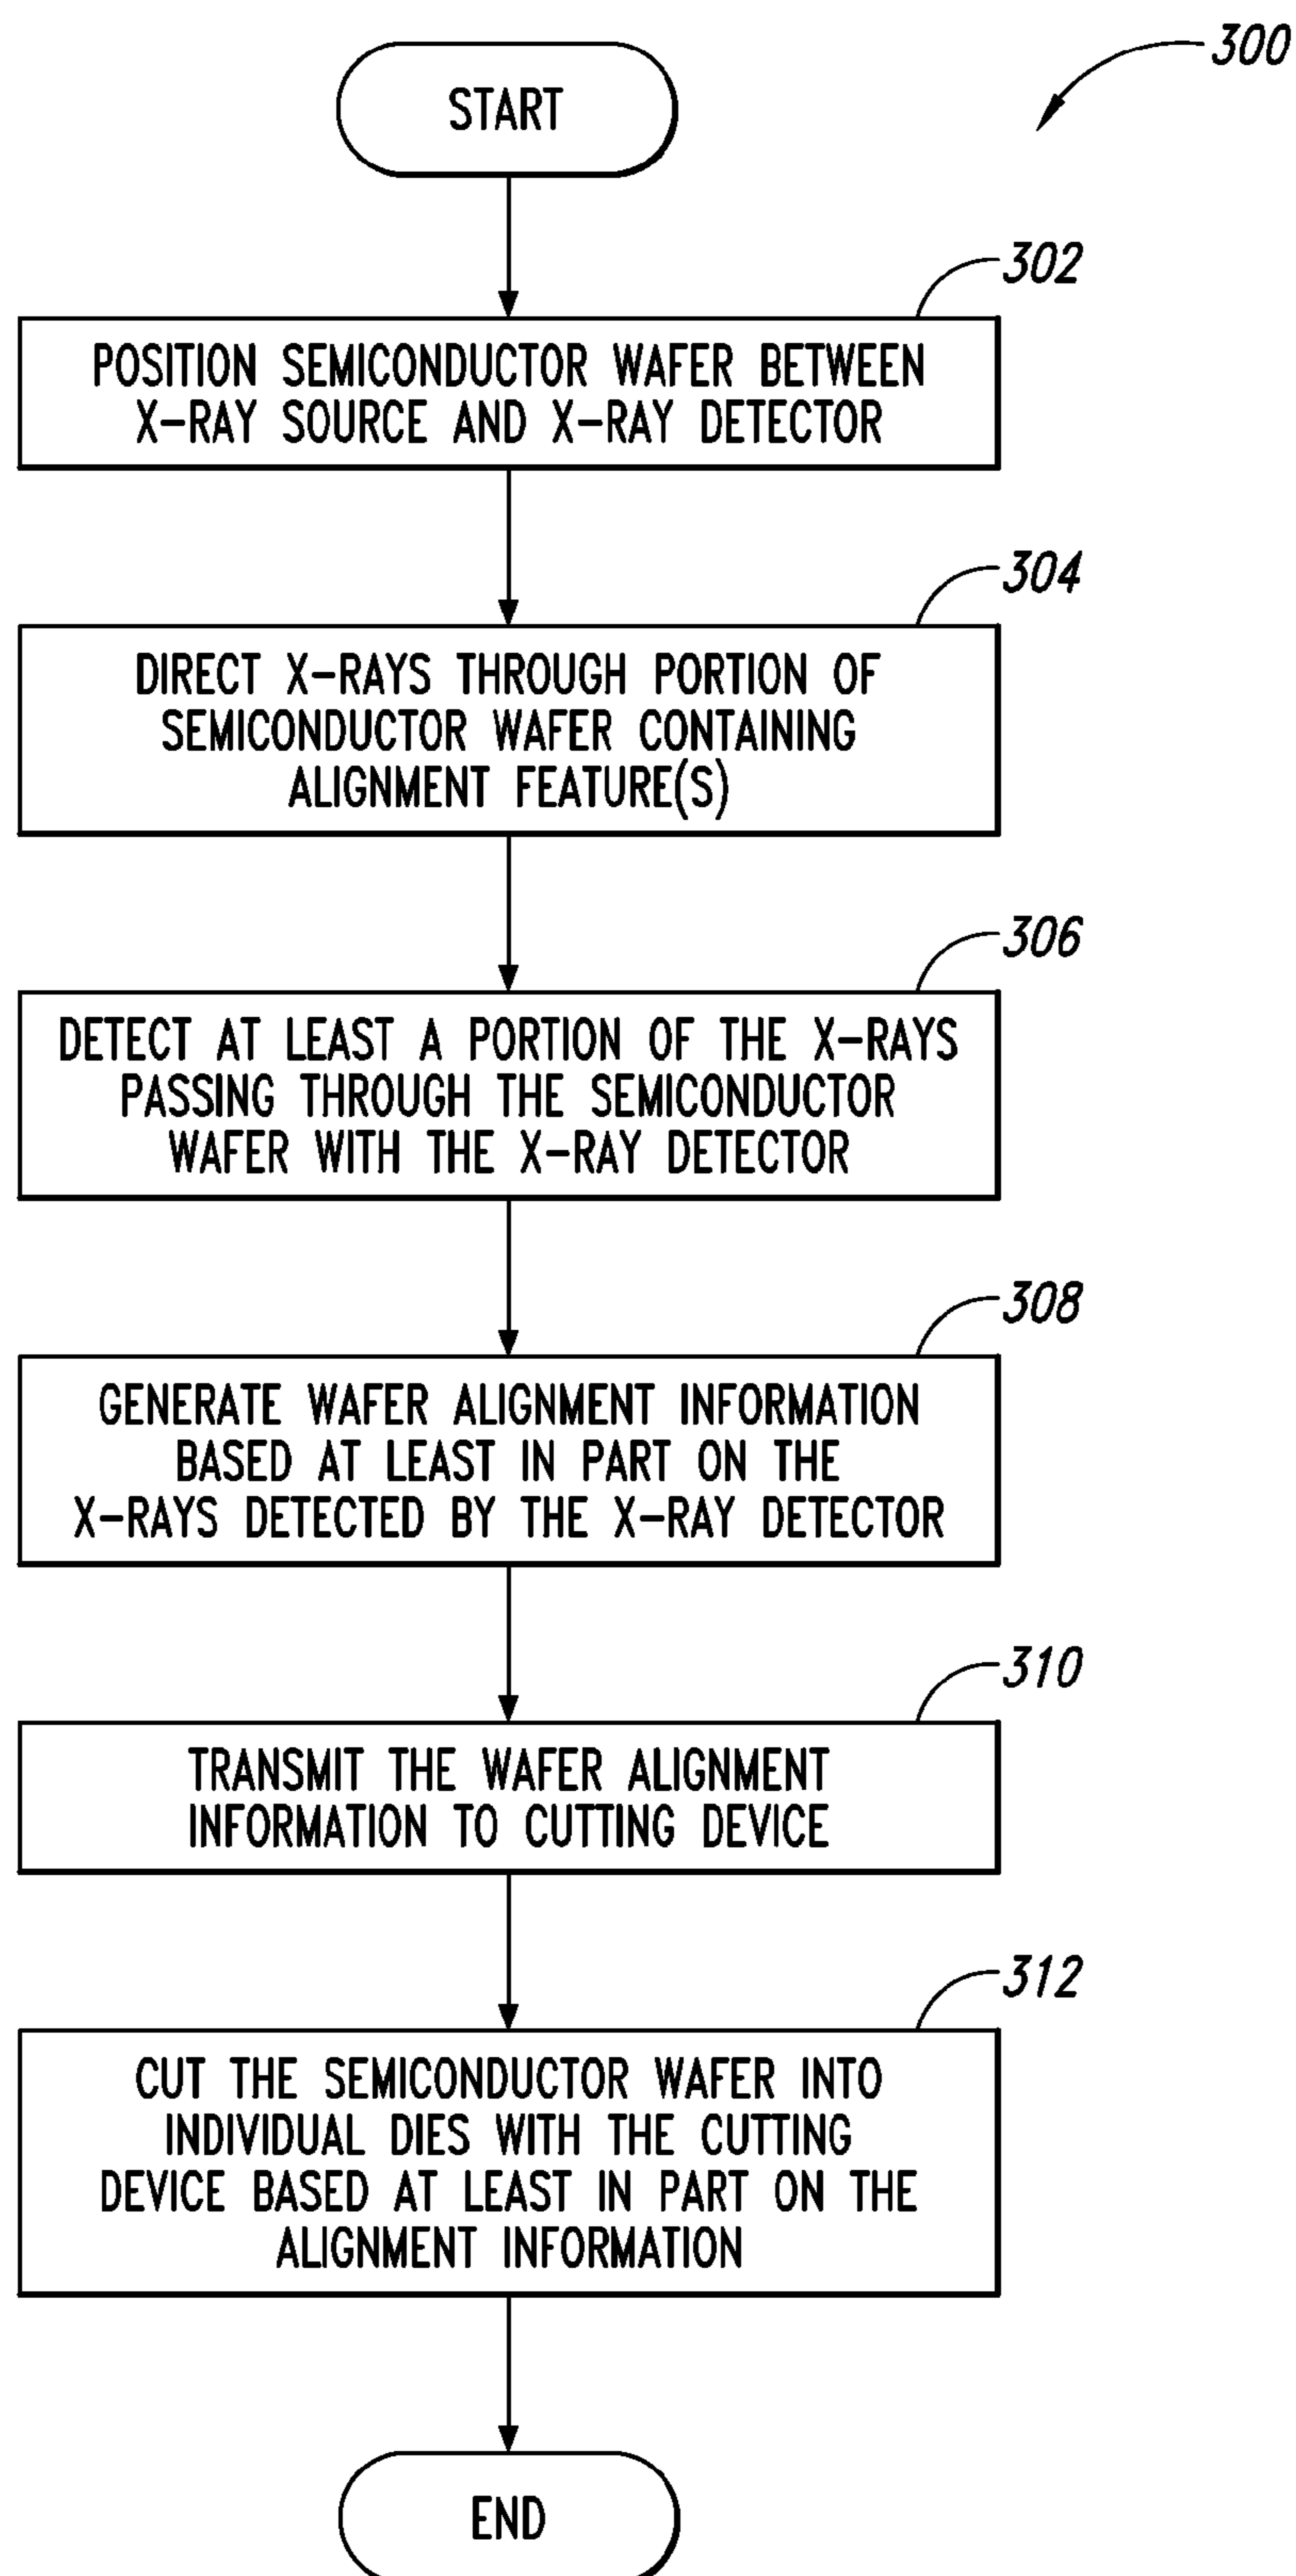 START
300
302
POSITION SEMICONDUCTOR WAFER BETWEEN
X-RAY SOURCE AND X-RAY DETECTOR
304
DIRECT X-RAYS THROUGH PORTION OF
SEMICONDUCTOR WAFER CONTAINING
ALIGNMENT FEATURE(S)
306
DETECT AT LEAST A PORTION OF THE X-RAYS
PASSING THROUGH THE SEMICONDUCTOR
WAFER WITH THE X-RAY DETECTOR
308
GENERATE WAFER ALIGNMENT INFORMATION
BASED AT LEAST IN PART ON THE
X-RAYS DETECTED BY THE X-RAY DETECTOR
310
TRANSMIT THE WAFER ALIGNMENT
INFORMATION TO CUTTING DEVICE
312
CUT THE SEMICONDUCTOR WAFER INTO
INDIVIDUAL DIES WITH THE CUTTING
DEVICE BASED AT LEAST IN PART ON THE
ALIGNMENT INFORMATION
END